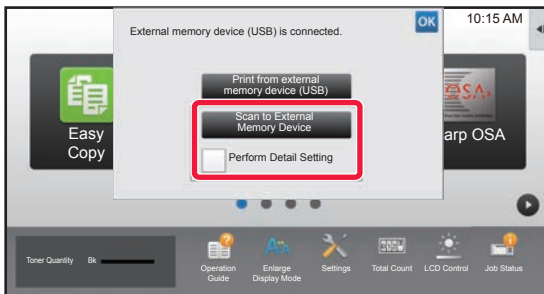 10:15 AM
External memory device (USB) is connected.
OK
Print from external
memory device (USB)
Scan to External
Memory Device
Perform Detail Setting
Easy
Copy
OSA
arp OSA
Toner Quantity
Bk
Operation
Guide
Enlarge
Display Mode
Settings
Total Count
LCD Control
Job Status